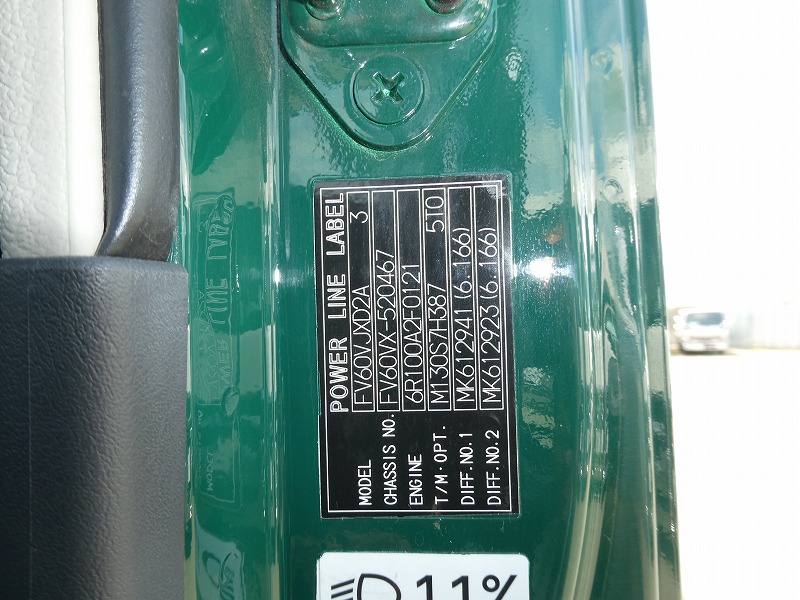 POWER LINE LABEL
MODEL FV60VJXD2A 3
CHASSIS NO. FV60VX-520467
ENGINE 6R100A2F0121
T/M·OPT. M130S7H387 510
DIFF.NO.1 MK612941(6.166)
DIFF.NO.2 MK612923(6.166)
11%